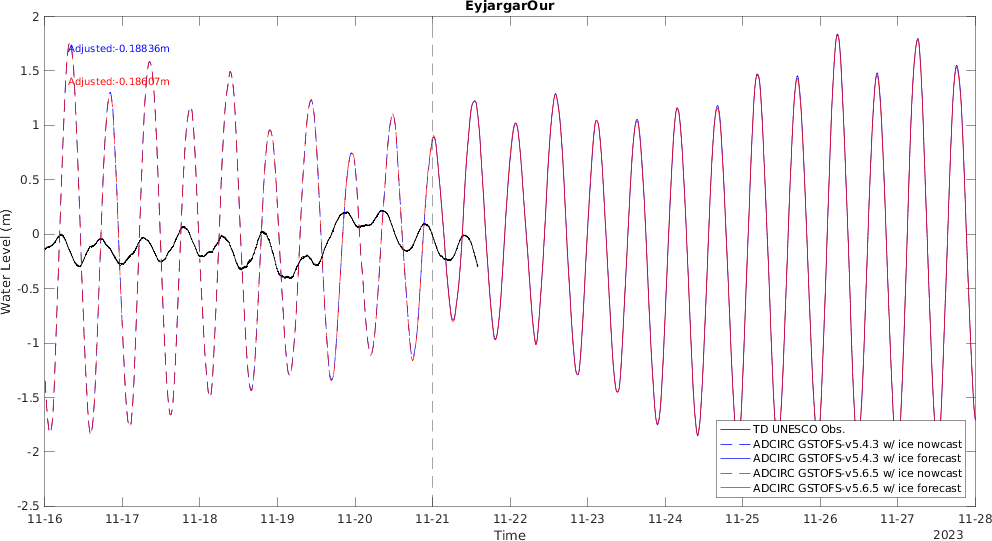 EyjargarOur
2
1.5
1
0.5
0
-0.5
-1
-1.5
-2
-2.5
Water Level (m)
Adjusted:-0.18836m
Adjusted:-0.18607m
TD UNESCO Obs.
ADCIRC GSTOFS-v5.4.3 w/ ice nowcast
ADCIRC GSTOFS-v5.4.3 w/ ice forecast
ADCIRC GSTOFS-v5.6.5 w/ ice nowcast
ADCIRC GSTOFS-v5.6.5 w/ ice forecast
11-16 11-17 11-18 11-19 11-20 11-21 11-22 11-23 11-24 11-25 11-26 11-27 11-28
Time
2023